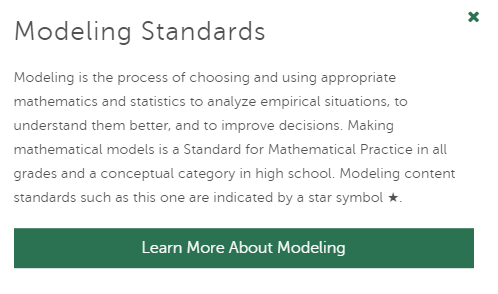 Modeling Standards
Modeling is the process of choosing and using appropriate
mathematics and statistics to analyze empirical situations, to
understand them better, and to improve decisions. Making
mathematical models is a Standard for Mathematical Practice in all
grades and a conceptual category in high school. Modeling content
standards such as this one are indicated by a star symbol ★.
Learn More About Modeling